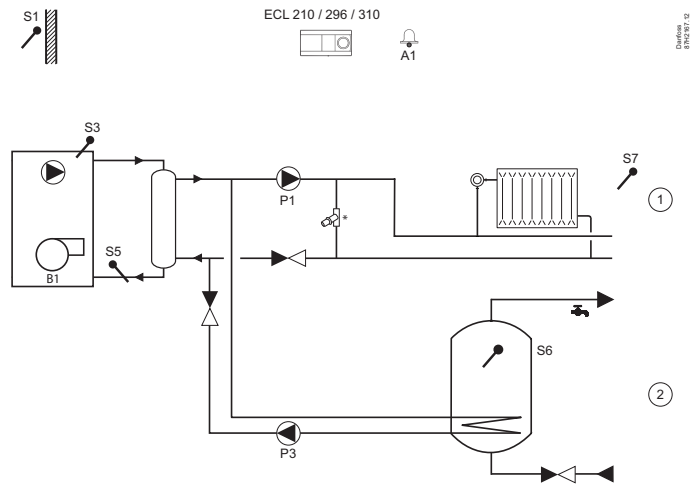 S1
ECL 210 / 296 / 310
A1
Danfoss
87H2167.12
S3
S7
P1
*
1
S5
B1
S6
2
P3